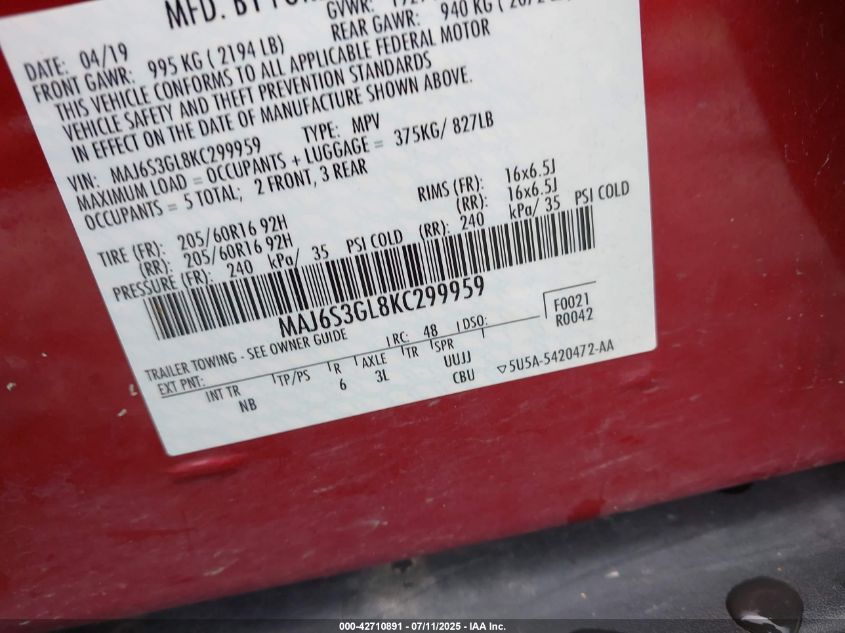 MFD. BY
GVWR:
DATE: 04/19
REAR GAWR: 940 KG
FRONT GAWR: 995 KG ( 2194 LB)
THIS VEHICLE CONFORMS TO ALL APPLICABLE FEDERAL MOTOR
VEHICLE SAFETY AND THEFT PREVENTION STANDARDS
IN EFFECT ON THE DATE OF MANUFACTURE SHOWN ABOVE.
VIN: MAJ6S3GL8KC299959 TYPE: MPV
MAXIMUM LOAD = OCCUPANTS + LUGGAGE = 375KG/ 827LB
OCCUPANTS = 5 TOTAL; 2 FRONT, 3 REAR
TIRE (FR): 205/60R16 92H RIMS (FR): 16x6.5J
(RR): 205/60R16 92H (RR): 16x6.5J
PRESSURE (FR): 240 kPa/ 35 PSI COLD (RR): 240 kPa/ 35 PSI COLD
MAJ6S3GL8KC299959
TRAILER TOWING - SEE OWNER GUIDE
EXT PNT: RC: 48 DSO: F0021
R0042
INT TR TP/PS R AXLE TR SPR
NB 6 3L UUJJ
CBU ▽5U5A-5420472-AA
000-42710891 - 07/11/2025 - IAA Inc.